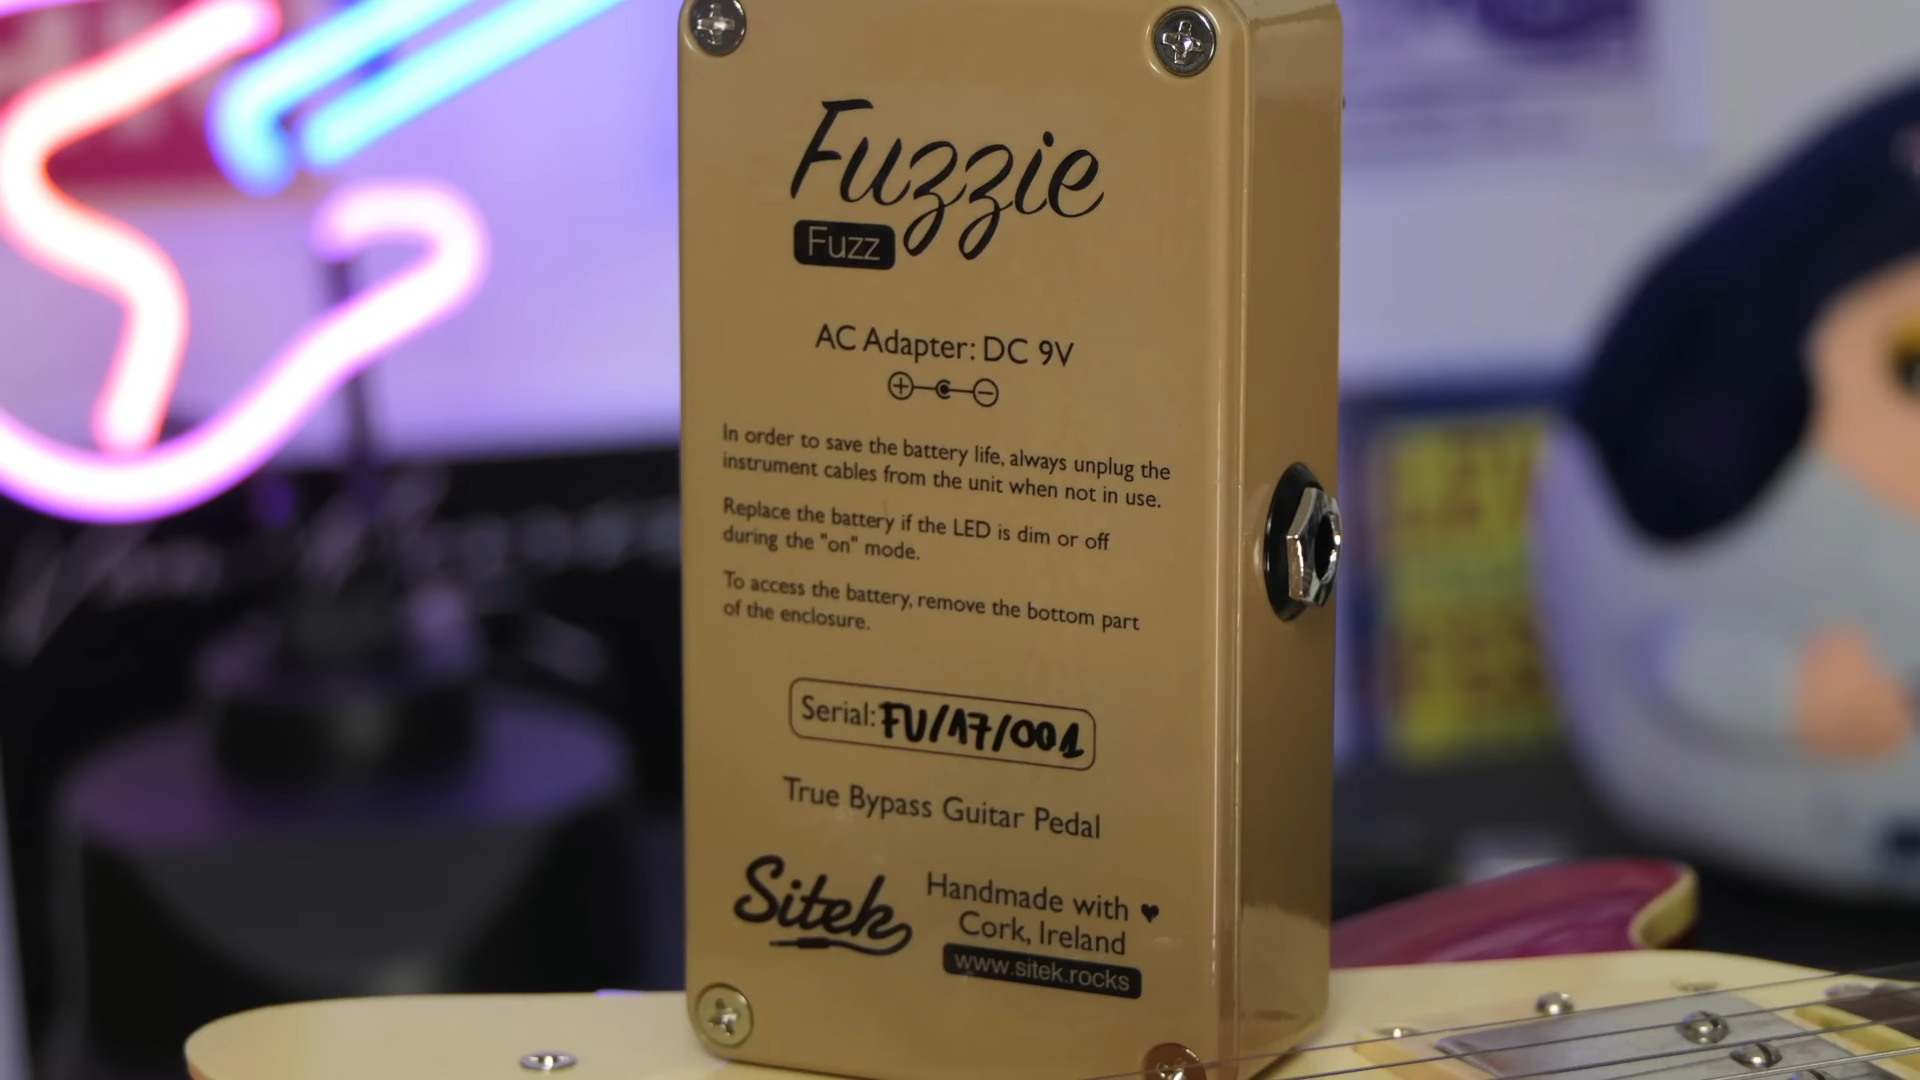 Fuzzie
Fuzz
AC Adapter: DC 9V
In order to save the battery life, always unplug the
instrument cables from the unit when not in use.
Replace the battery if the LED is dim or off
during the "on" mode.
To access the battery, remove the bottom part
of the enclosure.
Serial: FU/17/001
True Bypass Guitar Pedal
Sitek
Handmade with ♥
Cork, Ireland
www.sitek.rocks